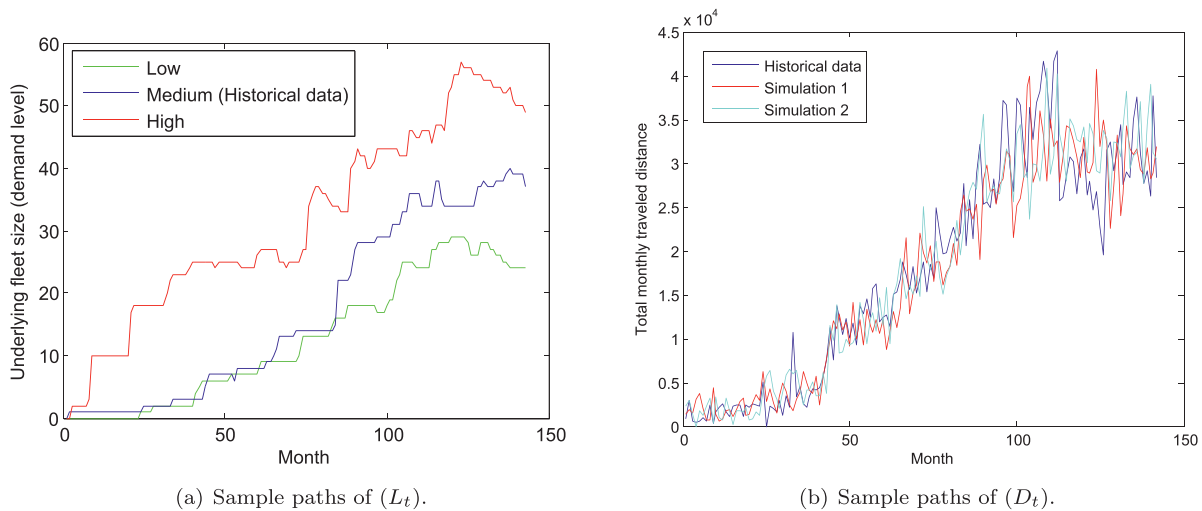 60
50
40
30
20
10
0
0
50
100
150
Underlying fleet size (demand level)
Month
Low
Medium (Historical data)
High
(a) Sample paths of (Lt).
x 10^4
4.5
4
3.5
3
2.5
2
1.5
1
0.5
0
0
50
100
150
Total monthly traveled distance
Month
Historical data
Simulation 1
Simulation 2
(b) Sample paths of (Dt).